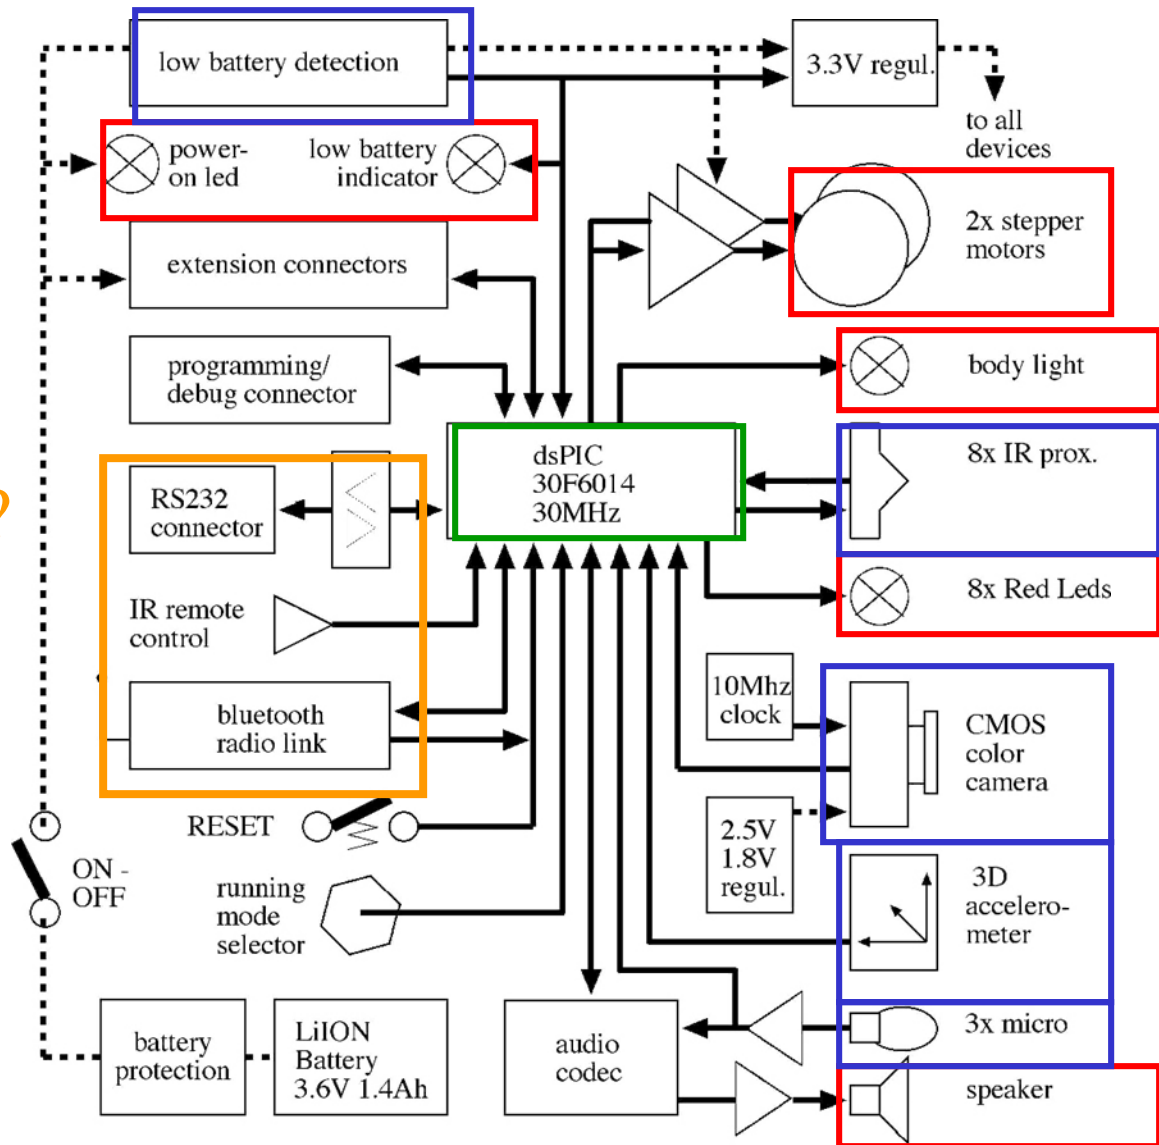 low battery detection
3.3V regul.
to all
devices
power-
on led
low battery
indicator
2x stepper
motors
extension connectors
programming/
debug connector
body light
dsPIC
30F6014
30MHz
8x IR prox.
RS232
connector
8x Red Leds
IR remote
control
10Mhz
clock
bluetooth
radio link
CMOS
color
camera
RESET
2.5V
1.8V
regul.
ON -
OFF
running
mode
selector
3D
accelero-
meter
battery
protection
LiION
Battery
3.6V 1.4Ah
audio
codec
3x micro
speaker